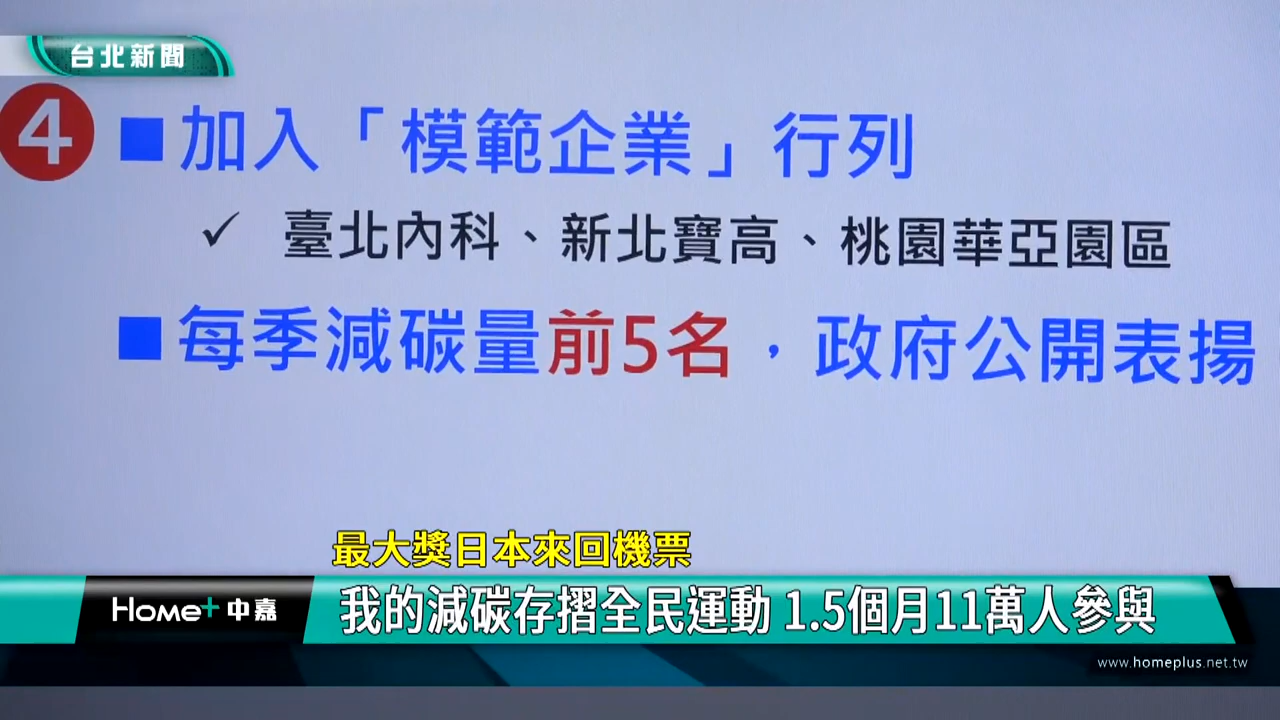 台北新聞
4 ■加入「模範企業」行列
✓ 臺北內科、新北寶高、桃園華亞園區
■每季減碳量前5名，政府公開表揚
最大獎日本來回機票
Home+中嘉 我的減碳存摺全民運動 1.5個月11萬人參與
www.homeplus.net.tw